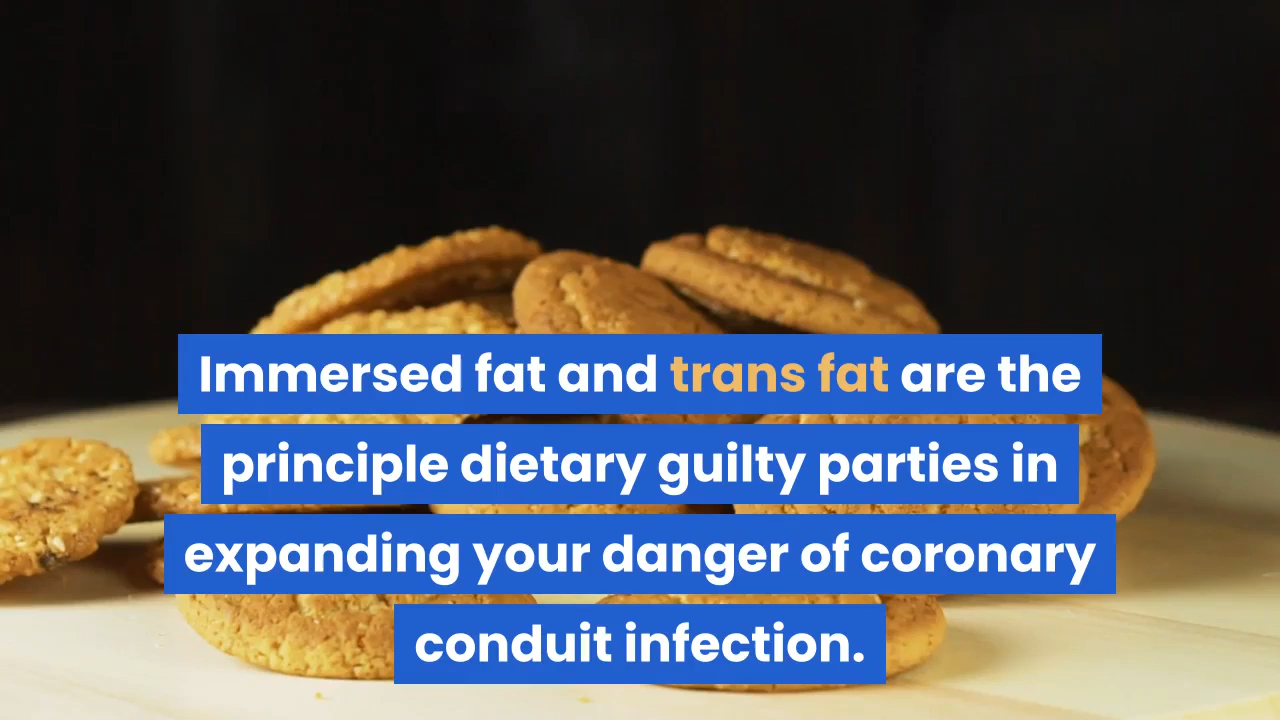 Immersed fat and trans fat are the
principle dietary guilty parties in
expanding your danger of coronary
conduit infection.